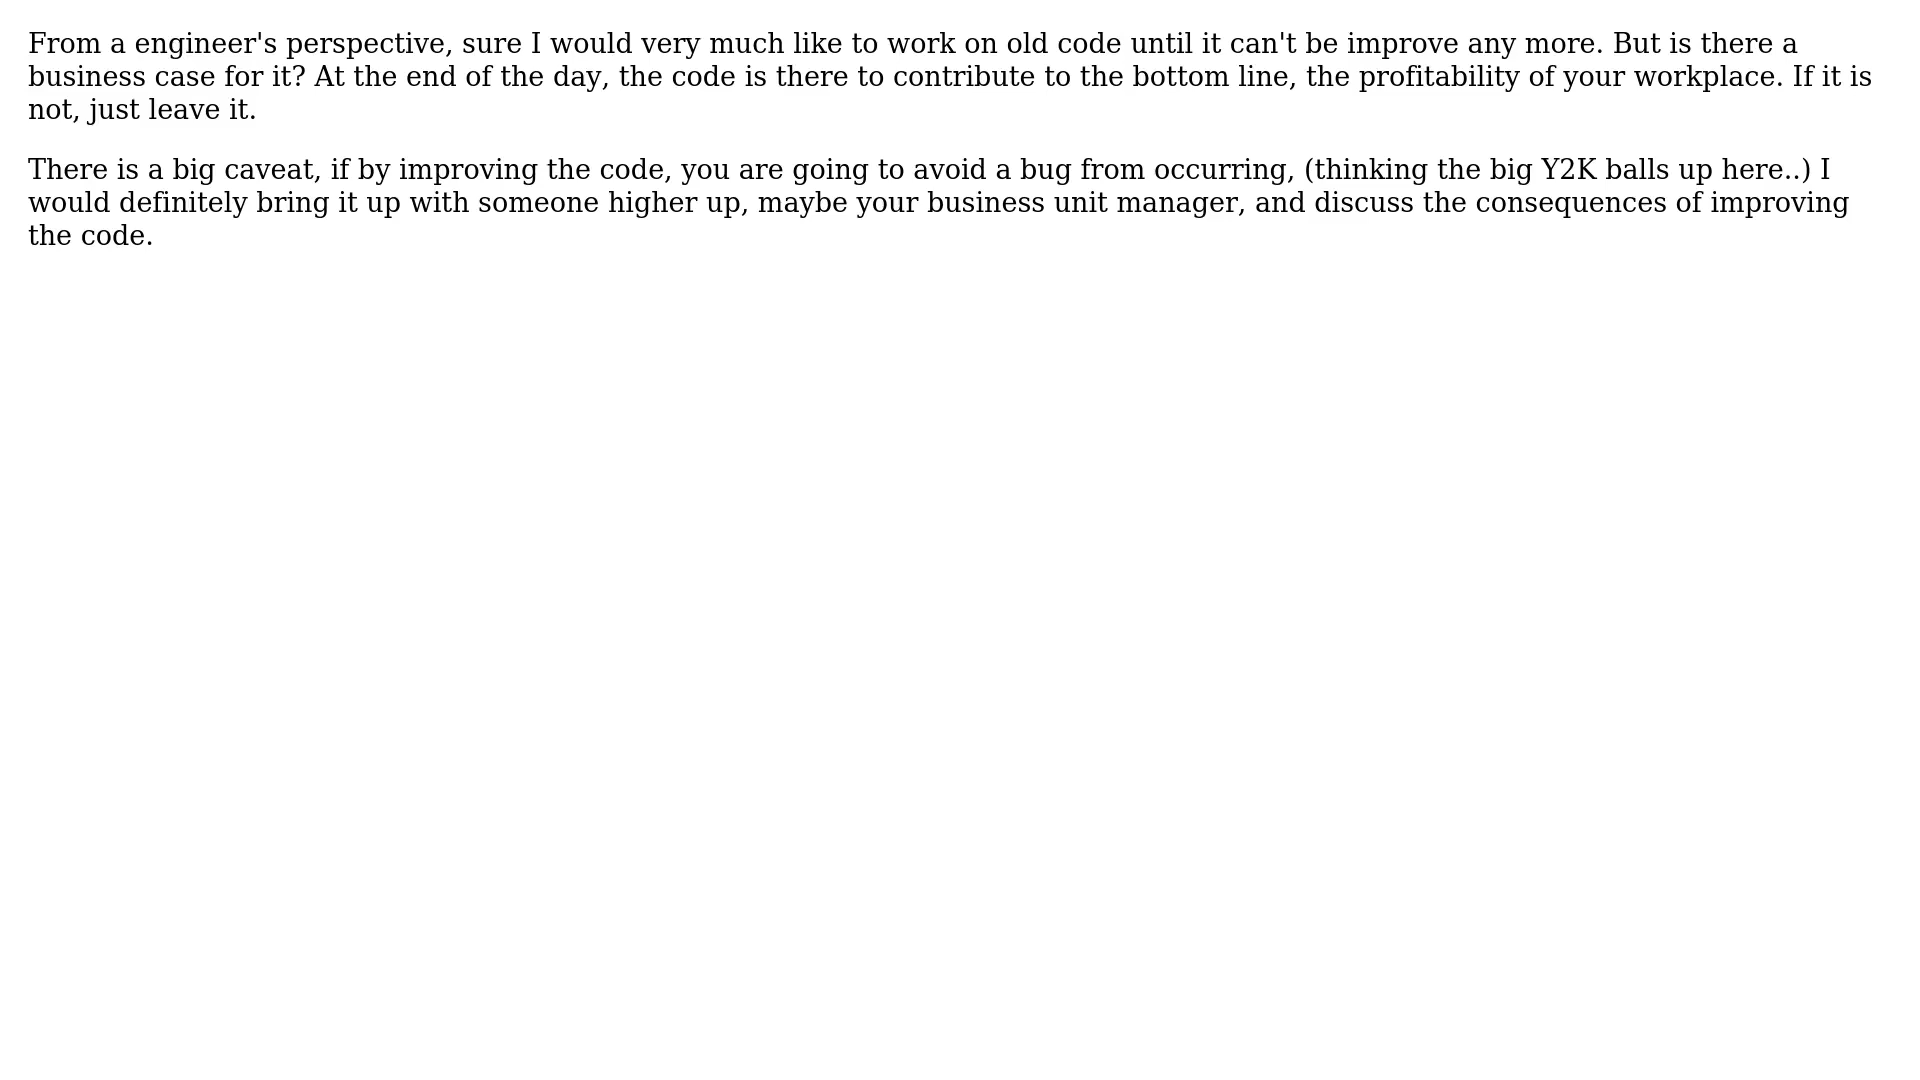 From a engineer's perspective, sure I would very much like to work on old code until it can't be improve any more. But is there a
business case for it? At the end of the day, the code is there to contribute to the bottom line, the profitability of your workplace. If it is
not, just leave it.
There is a big caveat, if by improving the code, you are going to avoid a bug from occurring, (thinking the big Y2K balls up here..) I
would definitely bring it up with someone higher up, maybe your business unit manager, and discuss the consequences of improving
the code.